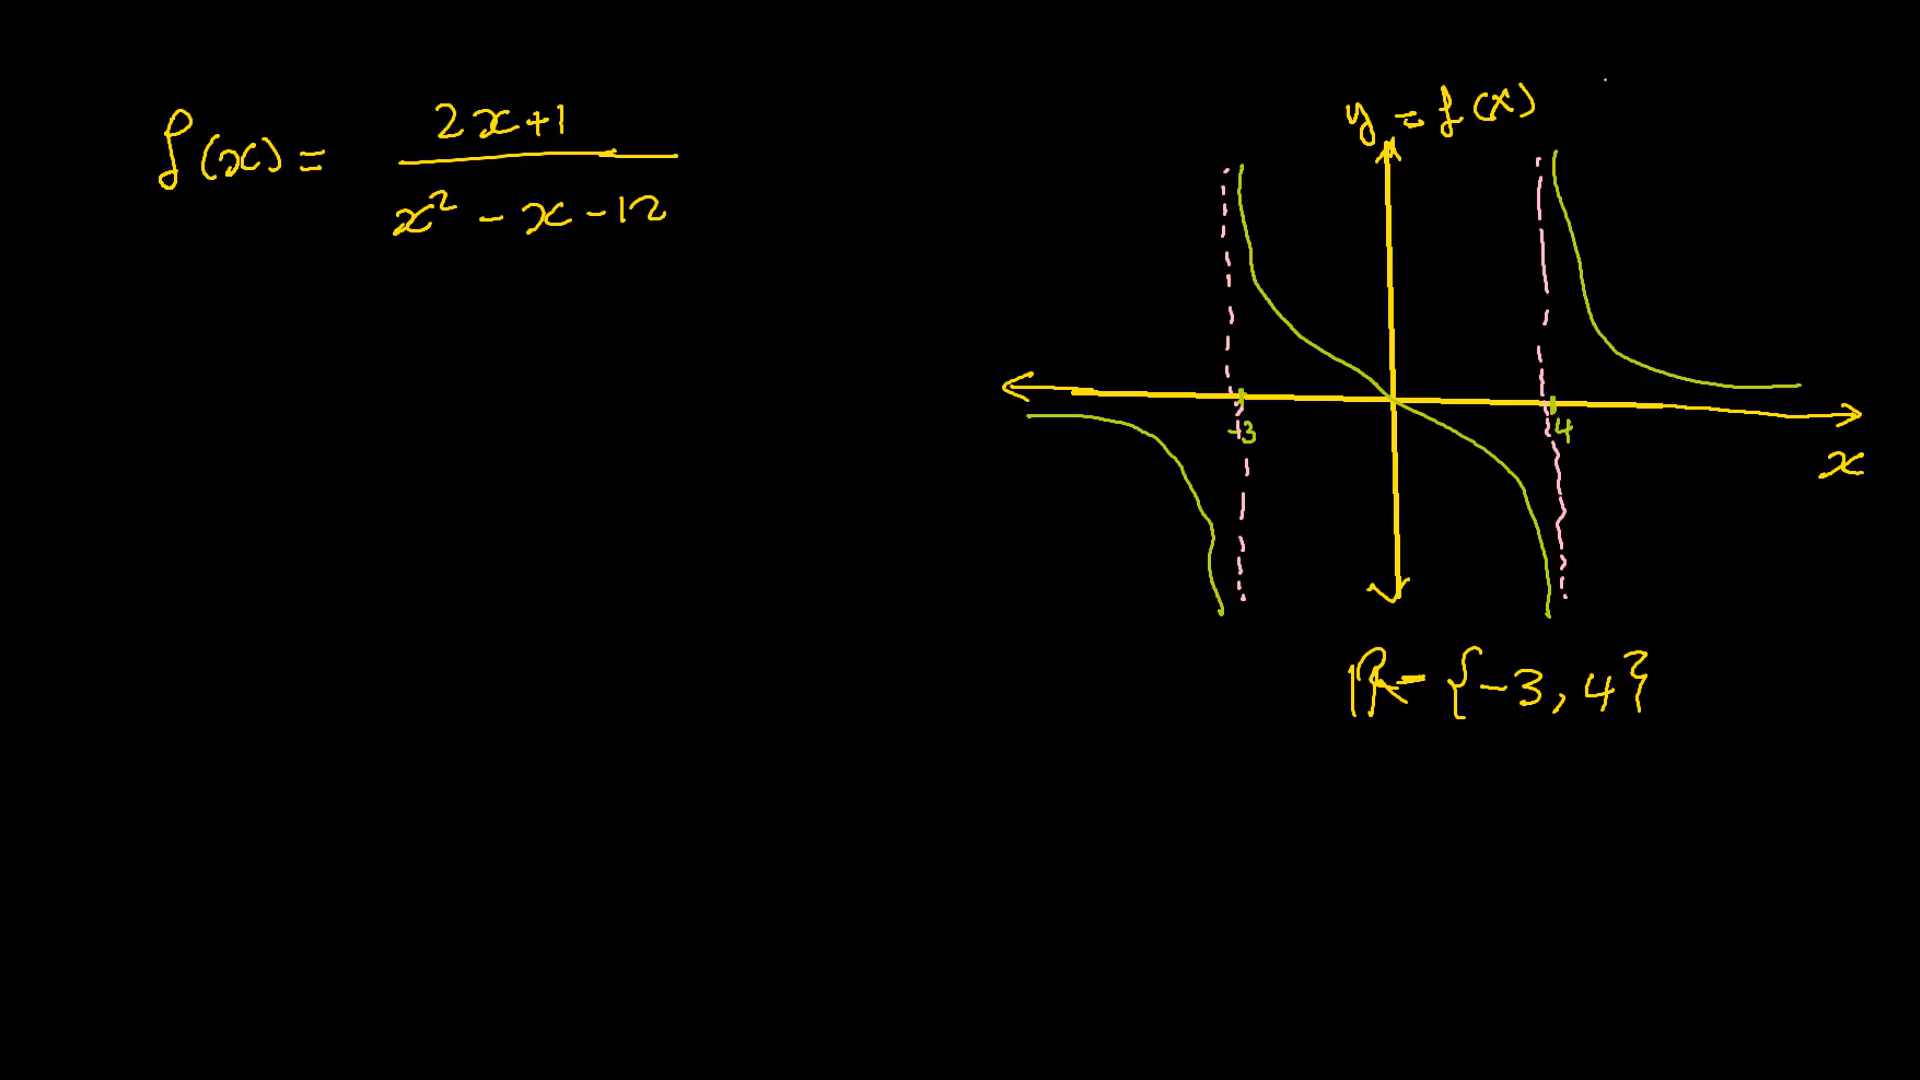 f(x) = (2x+1)/(x² - x - 12)
y = f(x)
-3 4
x
ℝ - {-3, 4}